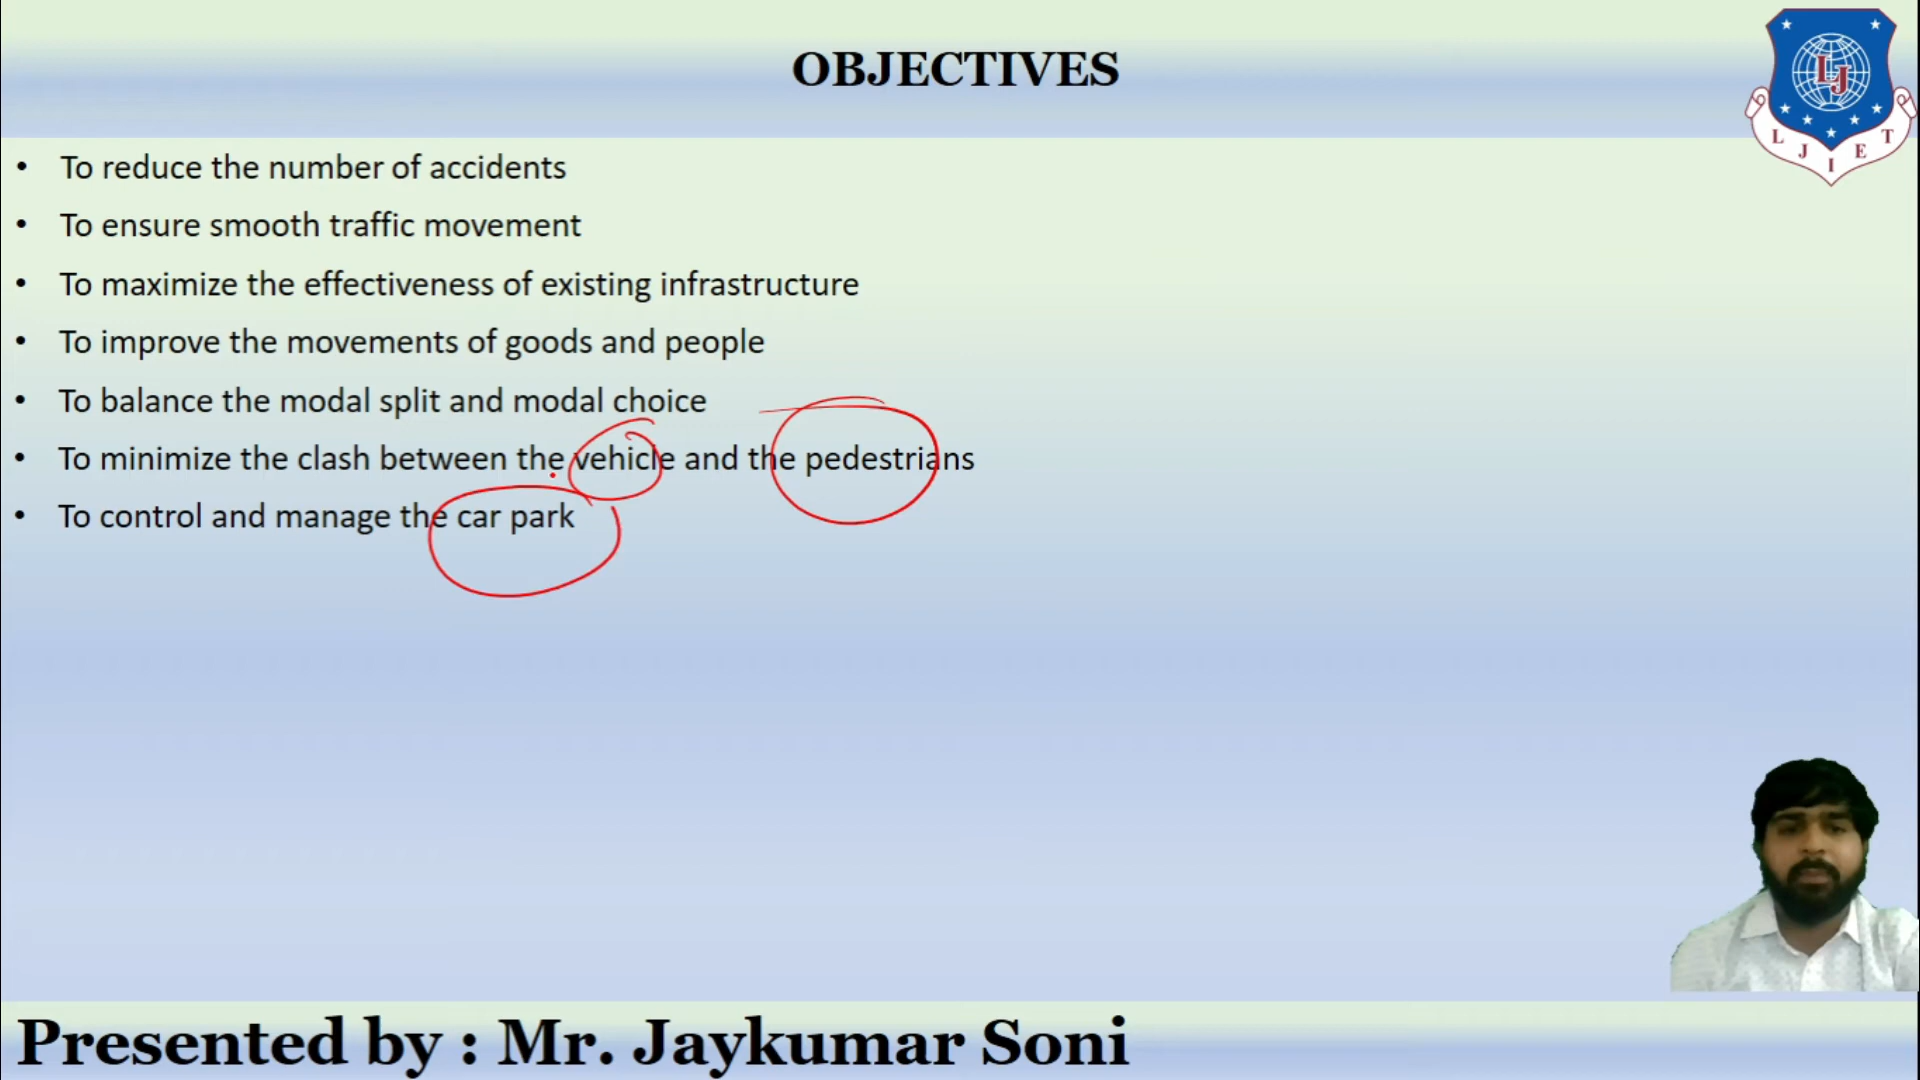 OBJECTIVES
LJ
L J I E T
• To reduce the number of accidents
• To ensure smooth traffic movement
• To maximize the effectiveness of existing infrastructure
• To improve the movements of goods and people
• To balance the modal split and modal choice
• To minimize the clash between the vehicle and the pedestrians
• To control and manage the car park
Presented by : Mr. Jaykumar Soni